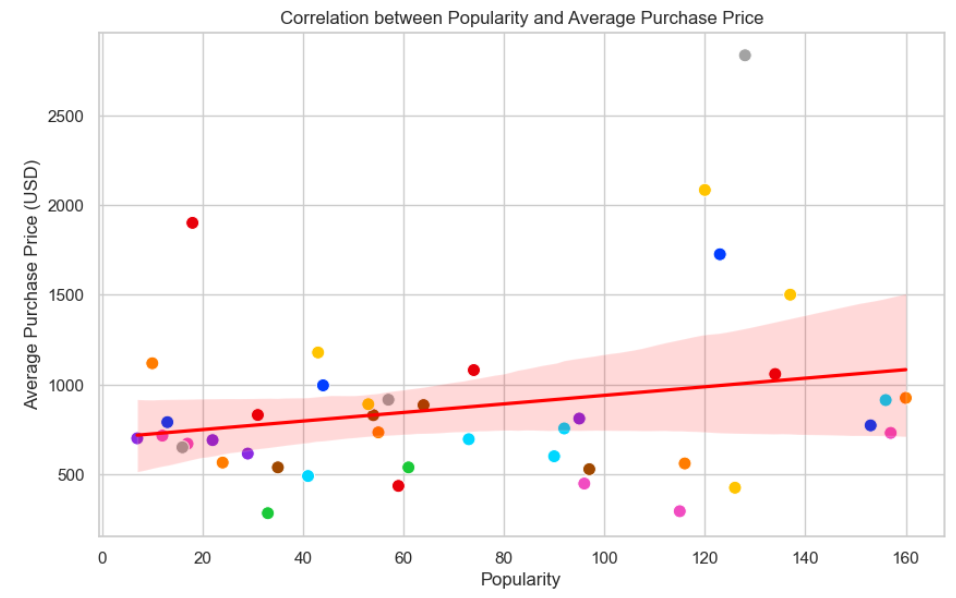 Correlation between Popularity and Average Purchase Price
Average Purchase Price (USD)
2500
2000
1500
1000
500
0 20 40 60 80 100 120 140 160
Popularity